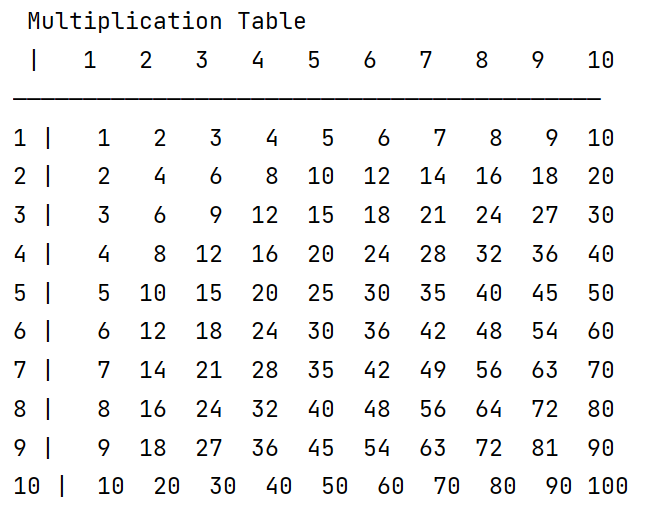 Multiplication Table
 |   1   2   3   4   5   6   7   8   9   10
——————————————————————————————————————————
1 |   1   2   3   4   5   6   7   8   9  10
2 |   2   4   6   8  10  12  14  16  18  20
3 |   3   6   9  12  15  18  21  24  27  30
4 |   4   8  12  16  20  24  28  32  36  40
5 |   5  10  15  20  25  30  35  40  45  50
6 |   6  12  18  24  30  36  42  48  54  60
7 |   7  14  21  28  35  42  49  56  63  70
8 |   8  16  24  32  40  48  56  64  72  80
9 |   9  18  27  36  45  54  63  72  81  90
10 |  10  20  30  40  50  60  70  80  90 100